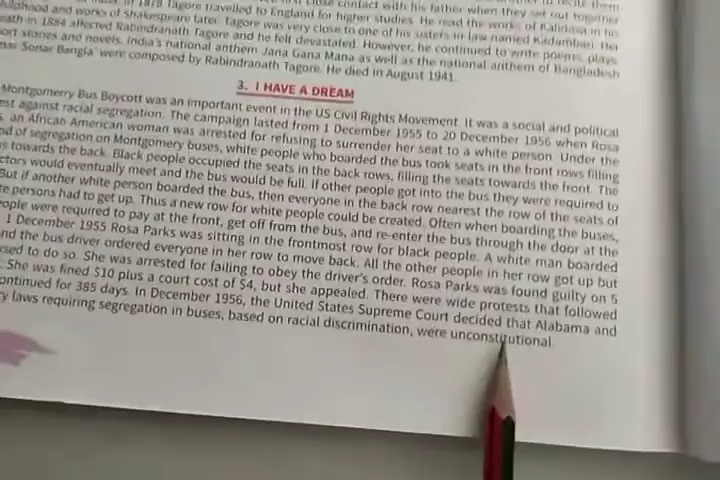 in 1878 Tagore travelled to England for higher studies. He read the works of Kalidasa in his
childhood and works of Shakespeare later. Tagore was very close to one of his sisters-in-law named Kadambari. Her
death in 1884 affected Rabindranath Tagore and he felt devastated. However, he continued to write poems, plays,
short stories and novels. India's national anthem Jana Gana Mana as well as the national anthem of Bangladesh
'Amar Sonar Bangla' were composed by Rabindranath Tagore. He died in August 1941.
3. I HAVE A DREAM
Montgomery Bus Boycott was an important event in the US Civil Rights Movement. It was a social and political
est against racial segregation. The campaign lasted from 1 December 1955 to 20 December 1956 when Rosa
s, an African American woman was arrested for refusing to surrender her seat to a white person. Under the
od of segregation on Montgomery buses, white people who boarded the bus took seats in the front rows filling
s towards the back. Black people occupied the seats in the back rows, filling the seats towards the front. The
ctors would eventually meet and the bus would be full. If other people got into the bus they were required to
But if another white person boarded the bus, then everyone in the back row nearest the row of the seats of
te persons had to get up. Thus a new row for white people could be created. Often when boarding the buses,
ople were required to pay at the front, get off from the bus, and re-enter the bus through the door at the
1 December 1955 Rosa Parks was sitting in the frontmost row for black people. A white man boarded
nd the bus driver ordered everyone in her row to move back. All the other people in her row got up but
sed to do so. She was arrested for failing to obey the driver's order. Rosa Parks was found guilty on 5
She was fined $10 plus a court cost of $4, but she appealed. There were wide protests that followed
ontinued for 385 days. In December 1956, the United States Supreme Court decided that Alabama and
y laws requiring segregation in buses, based on racial discrimination, were unconstitutional.